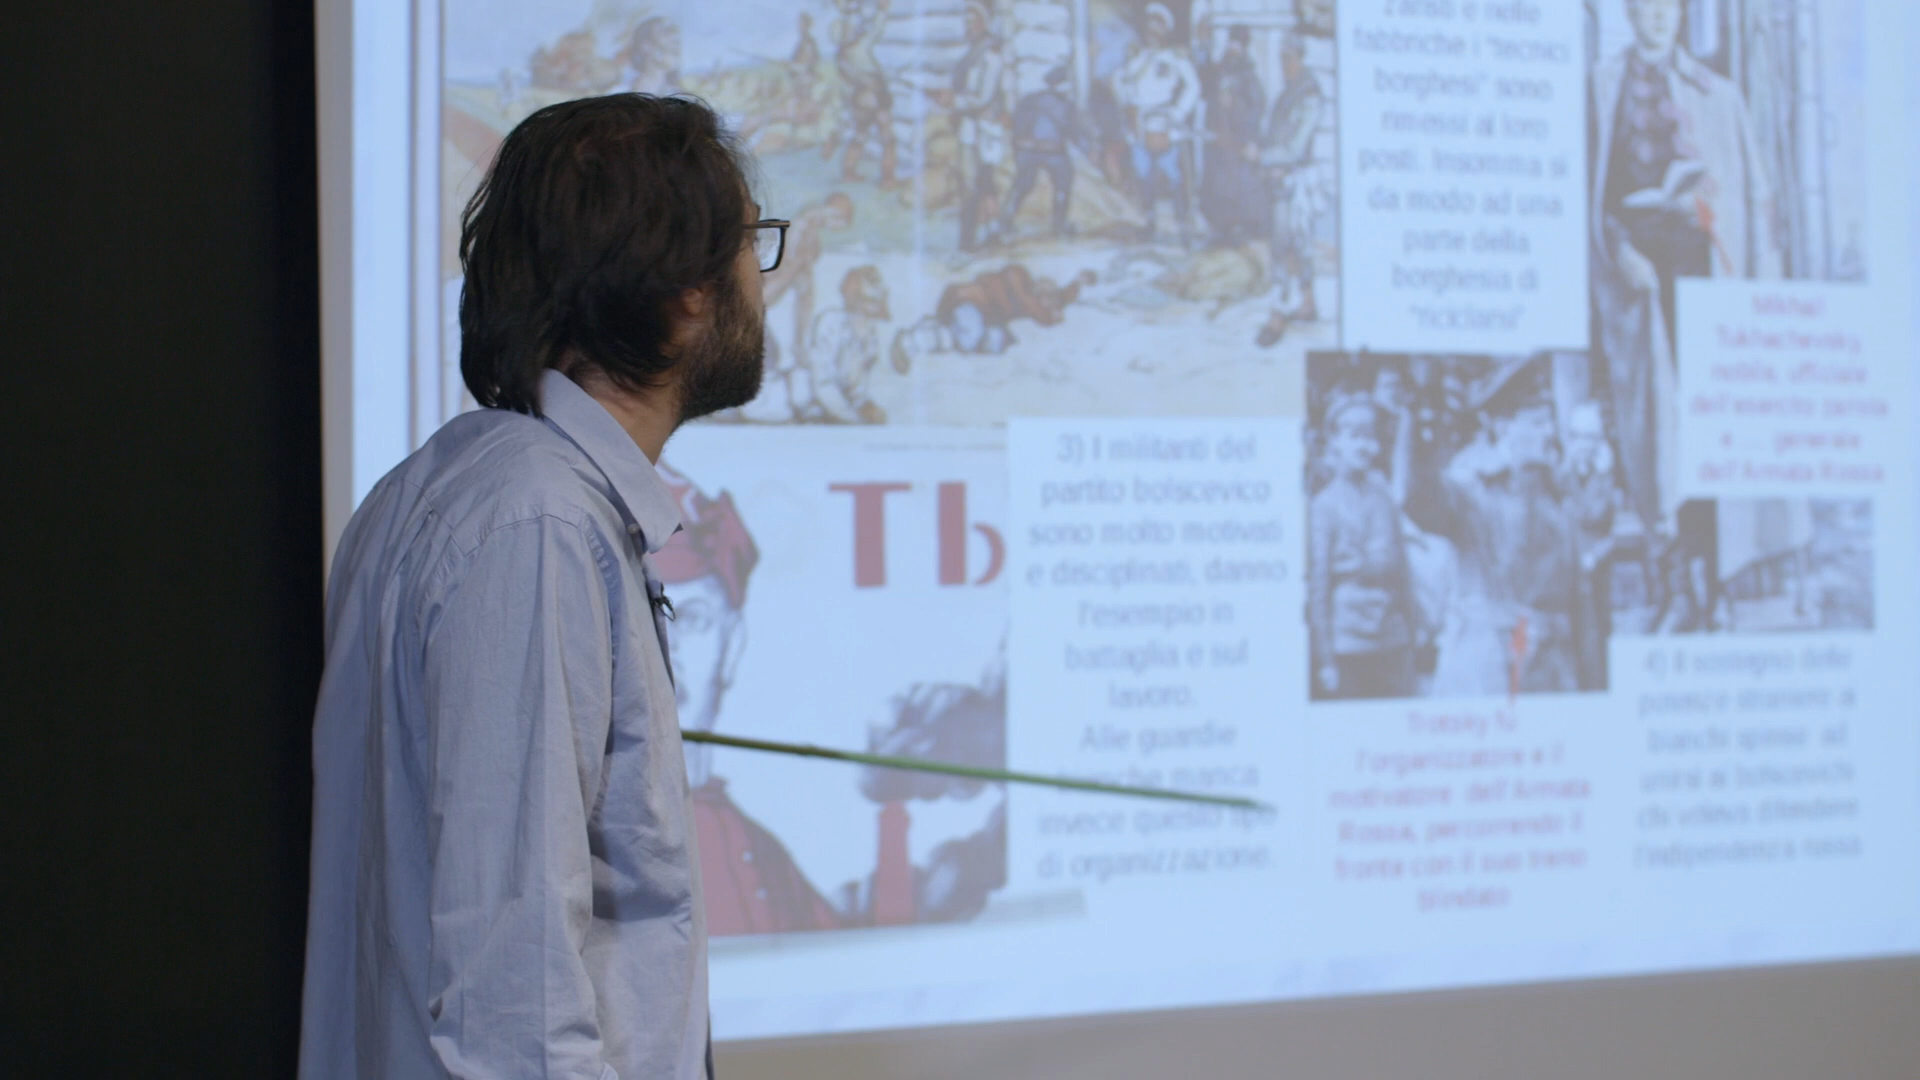 zaristi e nelle
fabbriche i "tecnici
borghesi" sono
rimessi ai loro
posti. Insomma si
da modo ad una
parte della
borghesia di
"riciclarsi"
Mikhail
Tukhachevsky,
nobile, ufficiale
dell'esercito zarista
e ... generale
dell'Armata Rossa
ТЬ
3) I militanti del
partito bolscevico
sono molto motivati
e disciplinati, danno
l'esempio in
battaglia e sul
lavoro.
Alle guardie
bianche manca
invece questo tipo
di organizzazione.
Trotsky fu
l'organizzatore e il
motivatore dell'Armata
Rossa, percorrendo il
fronte con il suo treno
blindato
4) Il sostegno delle
potenze straniere ai
bianchi spinse ad
unirsi ai bolscevichi
chi voleva difendere
l'indipendenza russa